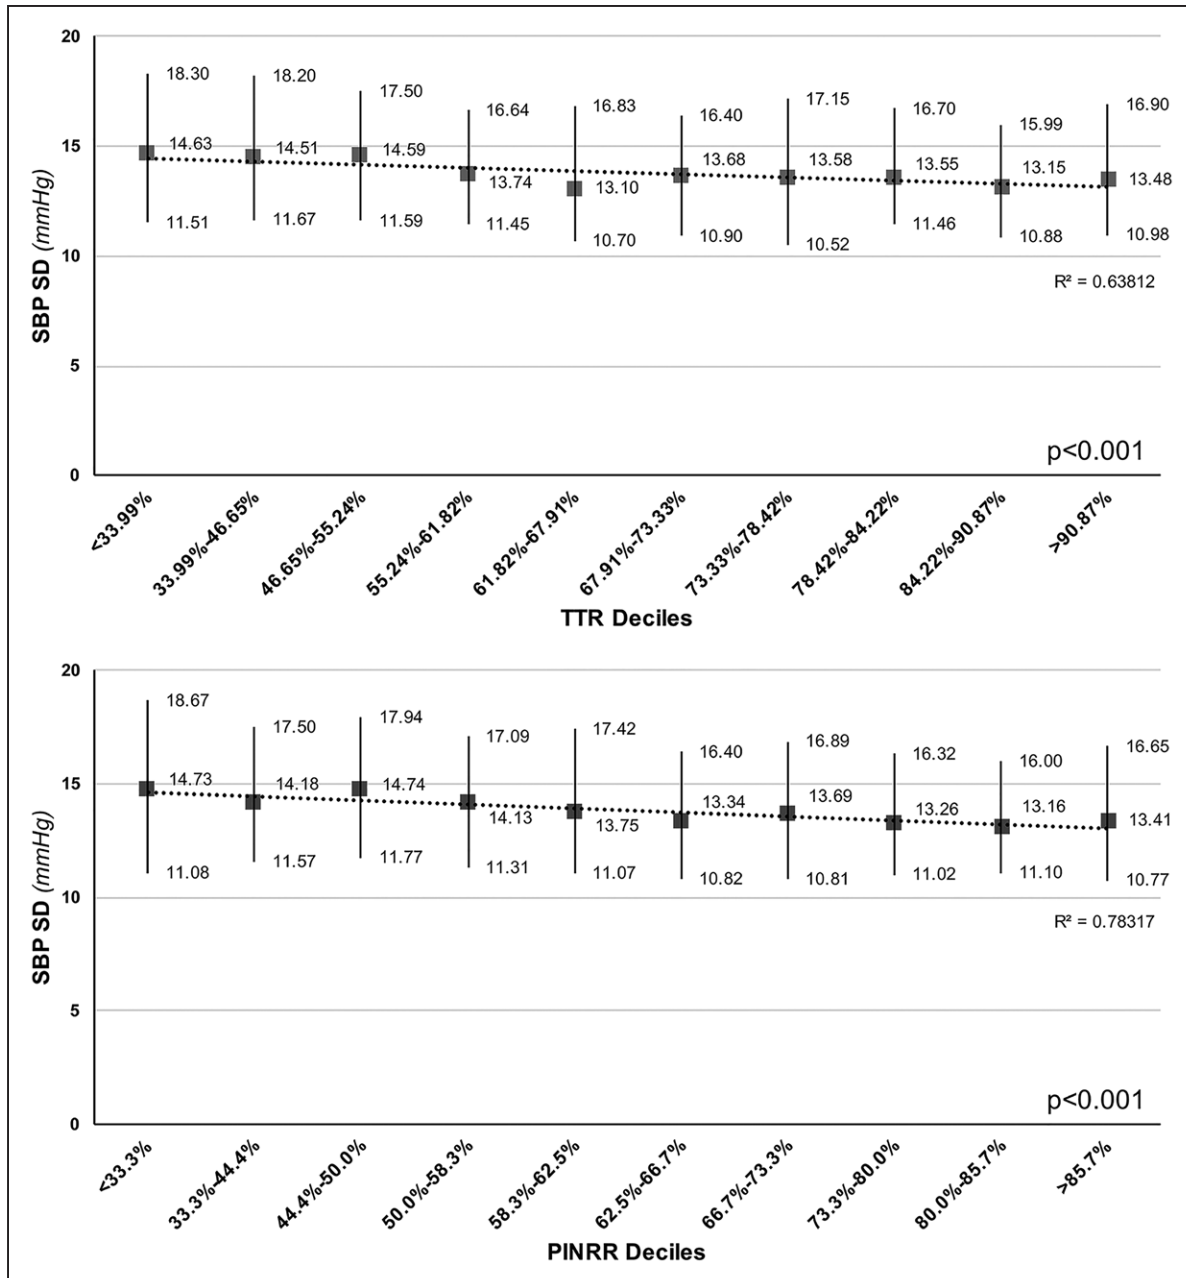 20
15
10
5
0
SBP SD (mmHg)
18.30 18.20 17.50 16.64 16.83 16.40 17.15 16.70 15.99 16.90
14.63 14.51 14.59 13.74 13.10 13.68 13.58 13.55 13.15 13.48
11.51 11.67 11.59 11.45 10.70 10.90 10.52 11.46 10.88 10.98
R² = 0.63812
p<0.001
<33.99% 33.99%-46.65% 46.65%-55.24% 55.24%-61.82% 61.82%-67.91% 67.91%-73.33% 73.33%-78.42% 78.42%-84.22% 84.22%-90.87% >90.87%
TTR Deciles
20
15
10
5
0
SBP SD (mmHg)
18.67 17.50 17.94 17.09 17.42 16.40 16.89 16.32 16.00 16.65
14.73 14.18 14.74 14.13 13.75 13.34 13.69 13.26 13.16 13.41
11.08 11.57 11.77 11.31 11.07 10.82 10.81 11.02 11.10 10.77
R² = 0.78317
p<0.001
<33.3% 33.3%-44.4% 44.4%-50.0% 50.0%-58.3% 58.3%-62.5% 62.5%-66.7% 66.7%-73.3% 73.3%-80.0% 80.0%-85.7% >85.7%
PINRR Deciles